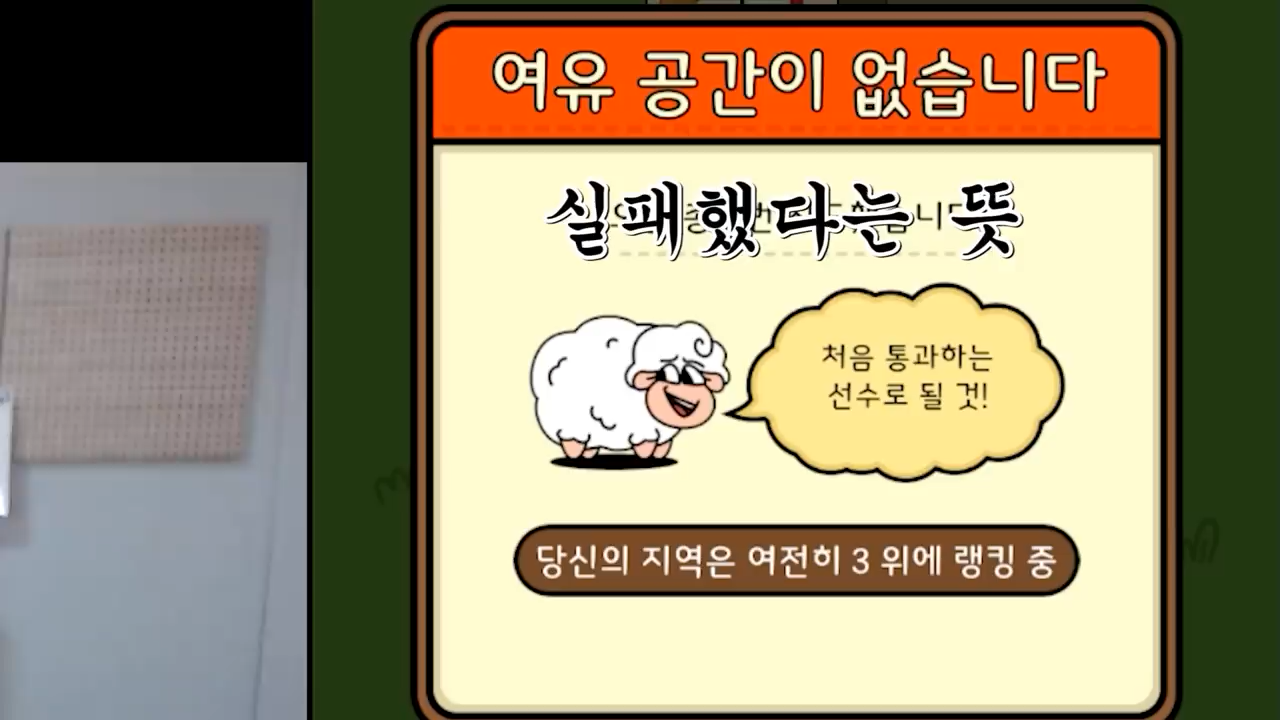 여유 공간이 없습니다
실패했다는 뜻
처음 통과하는
선수로 될 것!
당신의 지역은 여전히 3 위에 랭킹 중